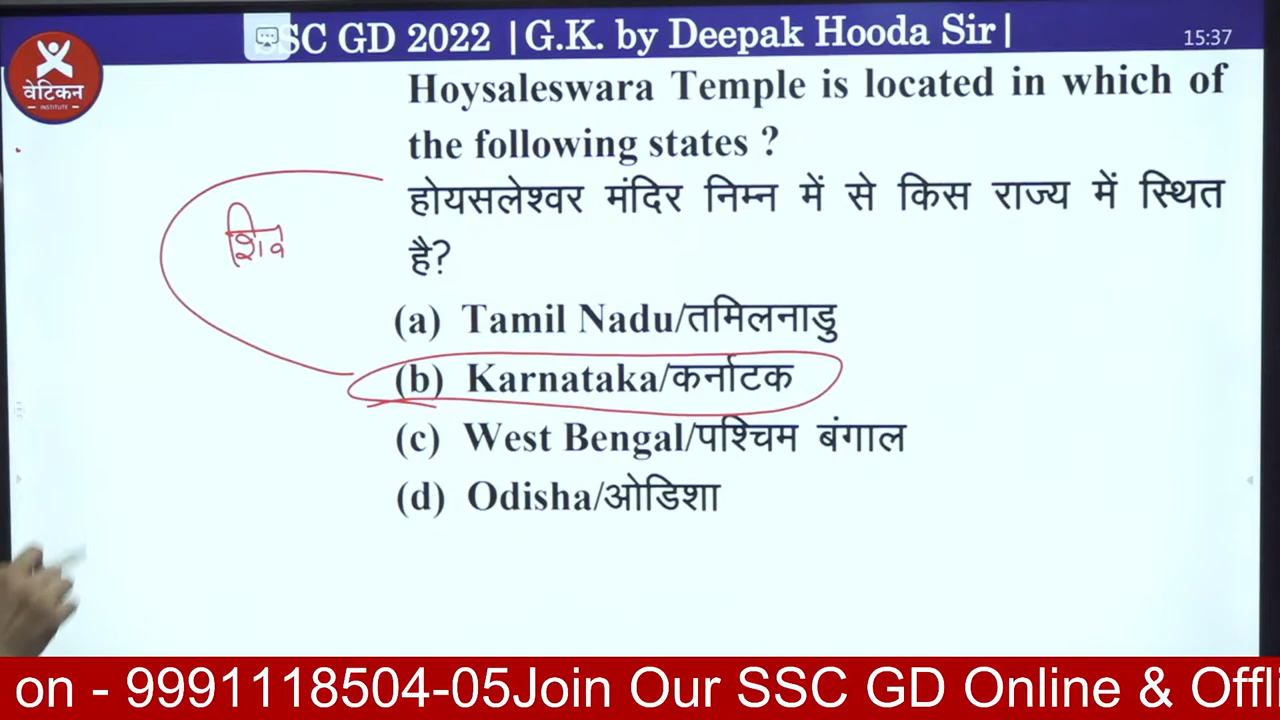 SSC GD 2022 |G.K. by Deepak Hooda Sir|
15:37
वेटिकन
INSTITUTE
Hoysaleswara Temple is located in which of
the following states ?
होयसलेश्वर मंदिर निम्न में से किस राज्य में स्थित
है?
शिव
(a) Tamil Nadu/तमिलनाडु
(b) Karnataka/कर्नाटक
(c) West Bengal/पश्चिम बंगाल
(d) Odisha/ओडिशा
on - 9991118504-05Join Our SSC GD Online & Offli